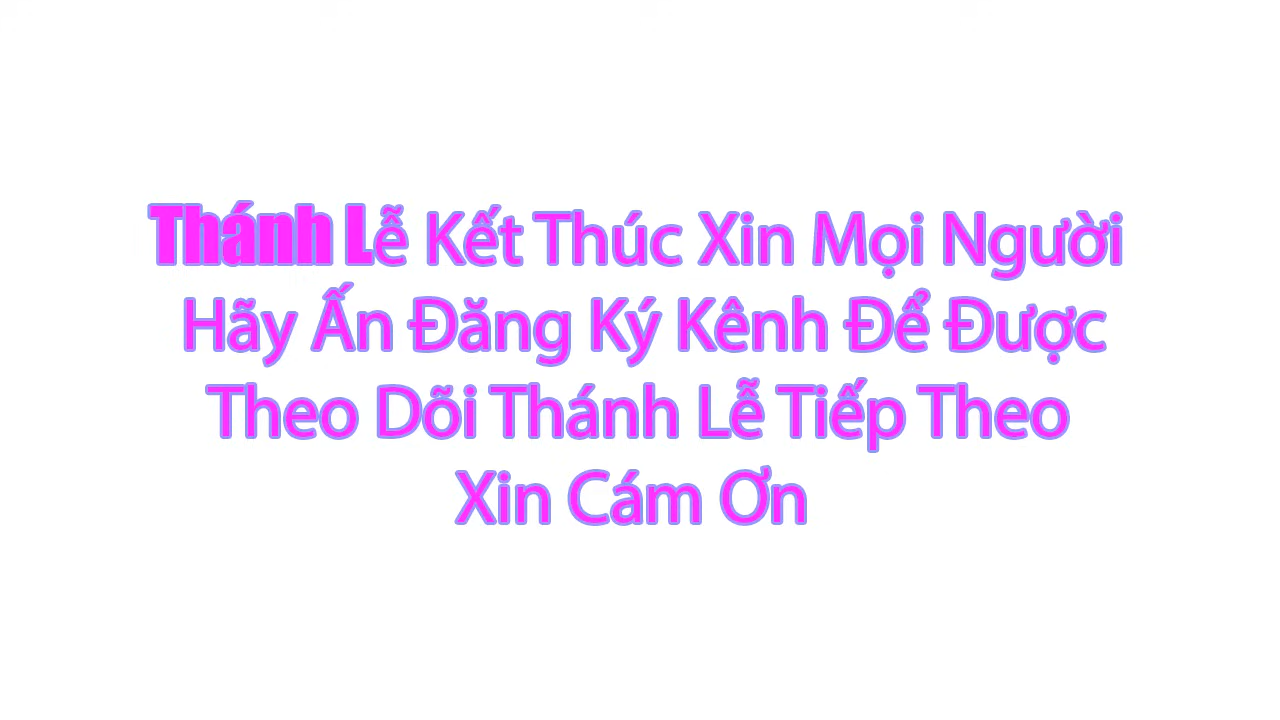 Thánh Lễ Kết Thúc Xin Mọi Người
Hãy Ấn Đăng Ký Kênh Để Được
Theo Dõi Thánh Lễ Tiếp Theo
Xin Cám Ơn